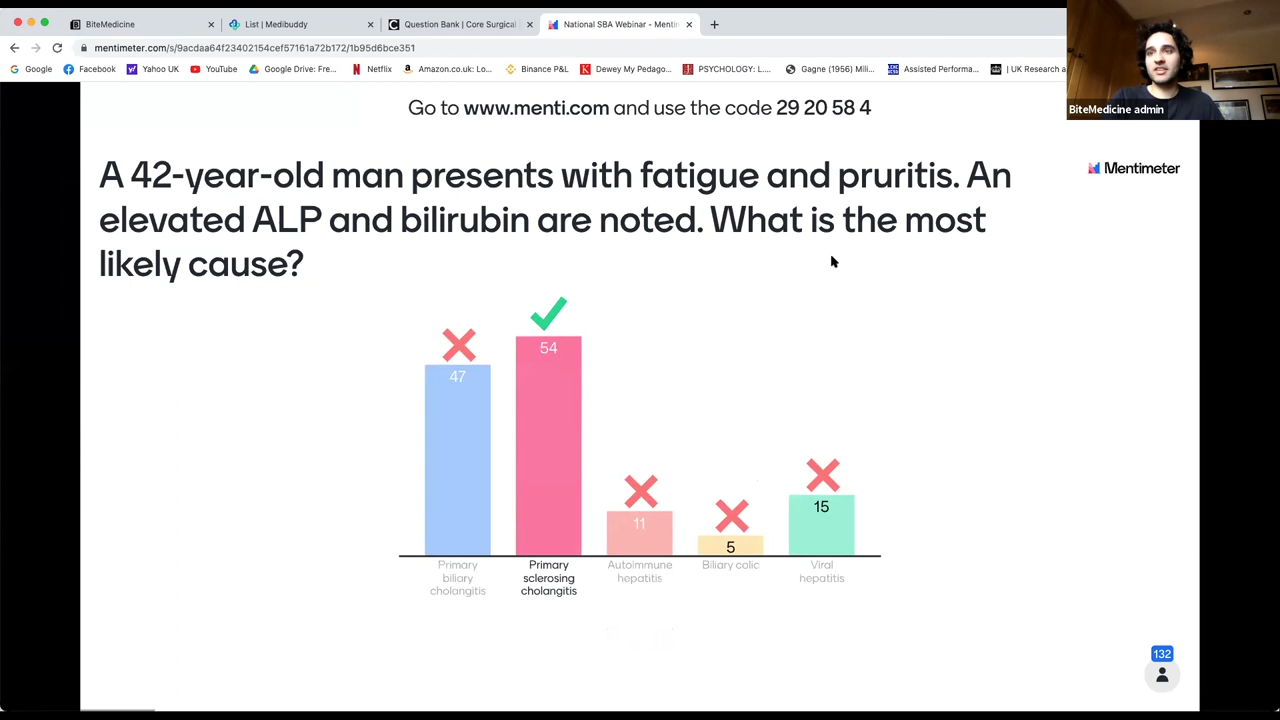 BiteMedicine
List | Medibuddy
Question Bank | Core Surgical
National SBA Webinar - Mentim
mentimeter.com/s/9acdaa64f23402154cef57161a72b172/1b95d6bce351
Google
Facebook
Yahoo UK
YouTube
Google Drive: Fre...
Netflix
Amazon.co.uk: Lo...
Binance P&L
Dewey My Pedago...
PSYCHOLOGY: L....
Gagne (1956) Mili...
Assisted Performa...
| UK Research a
BiteMedicine admin
Go to www.menti.com and use the code 29 20 58 4
Mentimeter
A 42-year-old man presents with fatigue and pruritis. An
elevated ALP and bilirubin are noted. What is the most
likely cause?
47
54
11
5
15
Primary
biliary
cholangitis
Primary
sclerosing
cholangitis
Autoimmune
hepatitis
Biliary colic
Viral
hepatitis
132